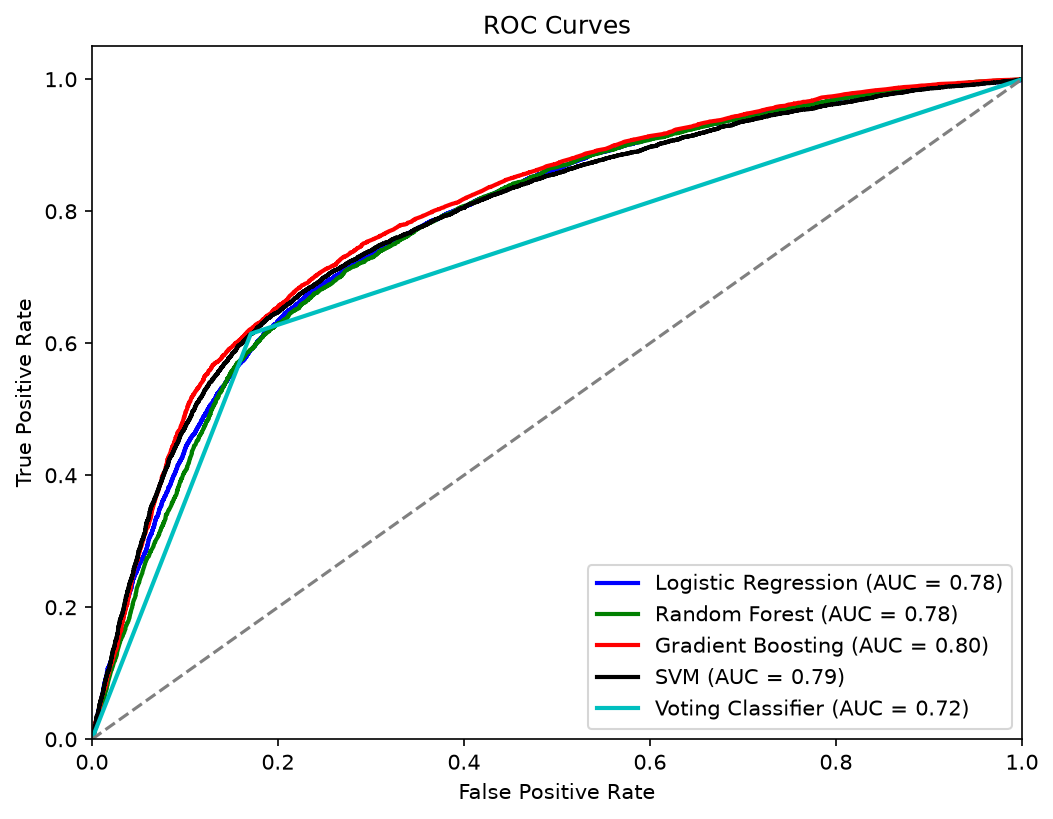 ROC Curves
True Positive Rate
1.0
0.8
0.6
0.4
0.2
0.0
0.0 0.2 0.4 0.6 0.8 1.0
False Positive Rate
Logistic Regression (AUC = 0.78)
Random Forest (AUC = 0.78)
Gradient Boosting (AUC = 0.80)
SVM (AUC = 0.79)
Voting Classifier (AUC = 0.72)